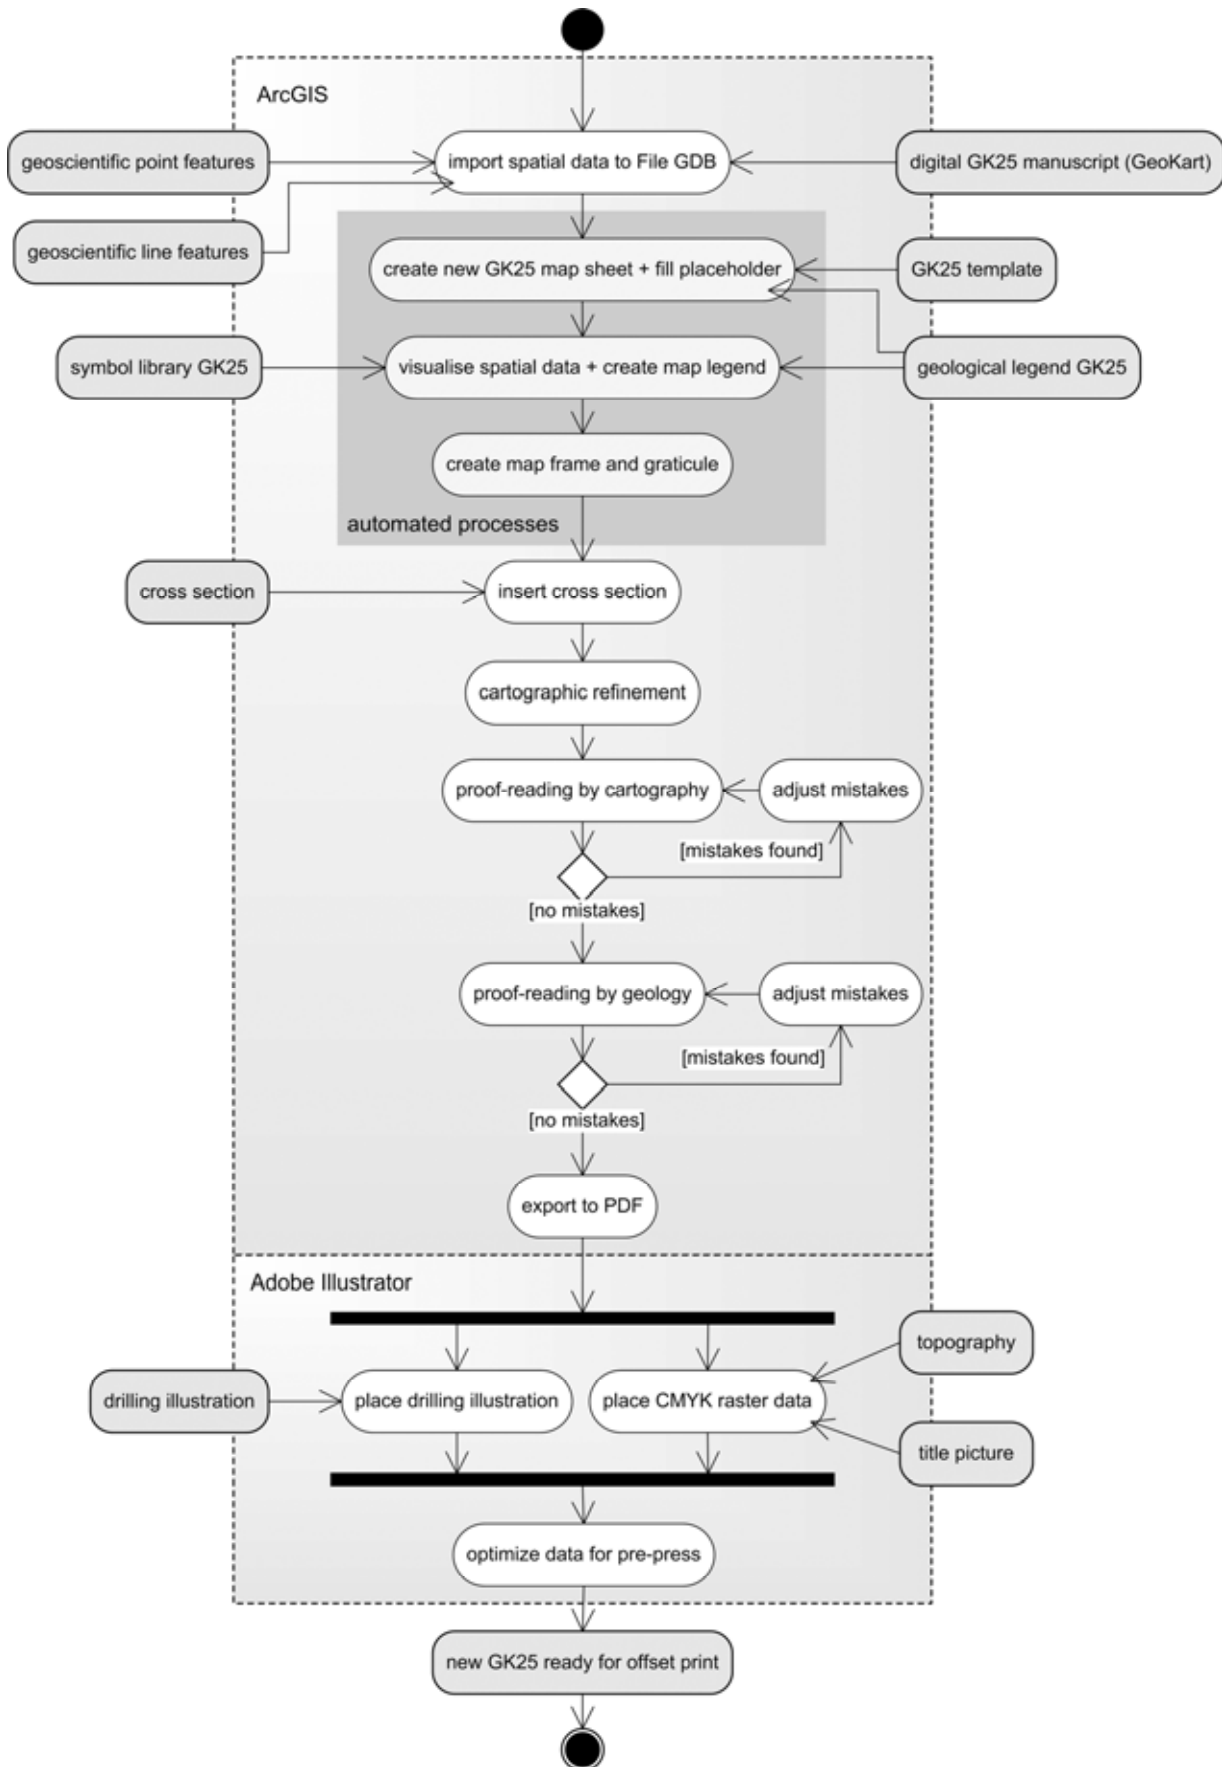 ArcGIS
geoscientific point features
import spatial data to File GDB
digital GK25 manuscript (GeoKart)
geoscientific line features
create new GK25 map sheet + fill placeholder
GK25 template
symbol library GK25
visualise spatial data + create map legend
geological legend GK25
create map frame and graticule
automated processes
cross section
insert cross section
cartographic refinement
proof-reading by cartography
adjust mistakes
[mistakes found]
[no mistakes]
proof-reading by geology
adjust mistakes
[mistakes found]
[no mistakes]
export to PDF
Adobe Illustrator
topography
drilling illustration
place drilling illustration
place CMYK raster data
title picture
optimize data for pre-press
new GK25 ready for offset print